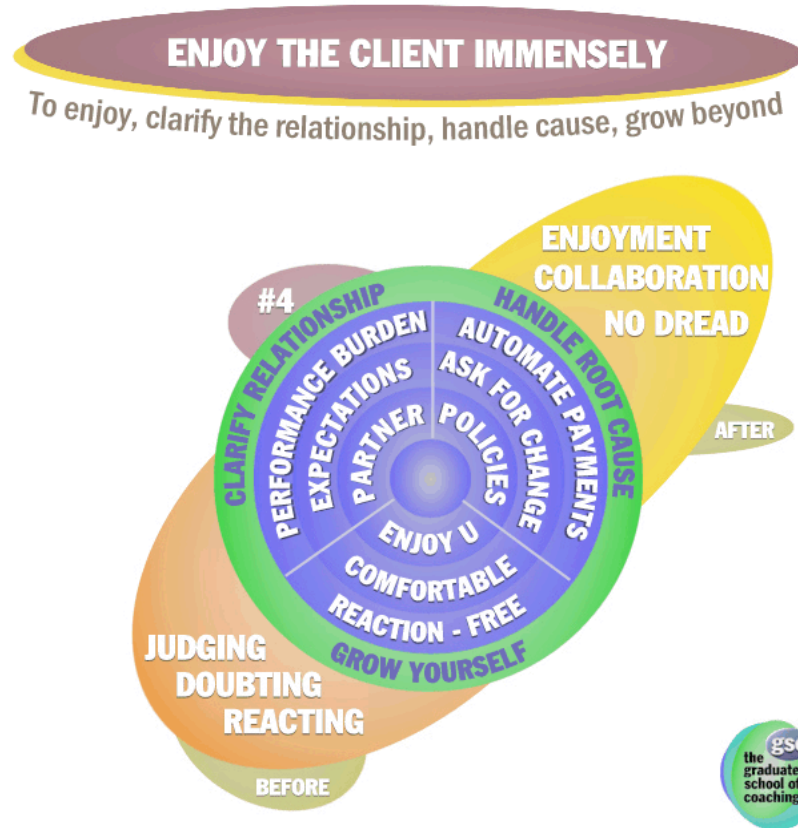 ENJOY THE CLIENT IMMENSELY
To enjoy, clarify the relationship, handle cause, grow beyond
ENJOYMENT
COLLABORATION
NO DREAD
AFTER
#4
CLARIFY RELATIONSHIP
PERFORMANCE BURDEN
EXPECTATIONS
PARTNER
HANDLE ROOT CAUSE
AUTOMATE PAYMENTS
ASK FOR CHANGE
POLICIES
ENJOY U
COMFORTABLE
REACTION - FREE
GROW YOURSELF
JUDGING
DOUBTING
REACTING
BEFORE
the
graduate
school of
coaching